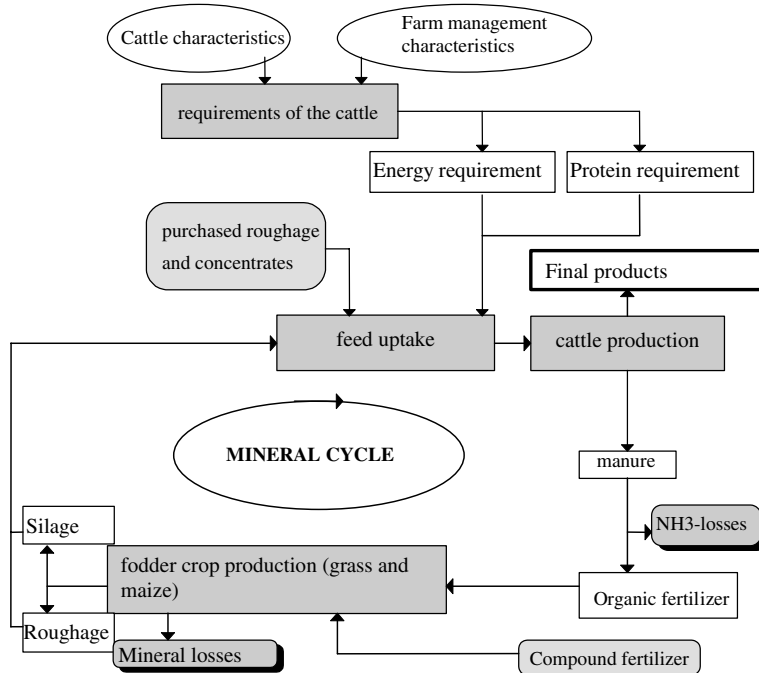 Cattle characteristics
Farm management
characteristics
requirements of the cattle
Energy requirement
Protein requirement
purchased roughage
and concentrates
Final products
feed uptake
cattle production
MINERAL CYCLE
manure
Silage
NH3-losses
fodder crop production (grass and
maize)
Organic fertilizer
Roughage
Mineral losses
Compound fertilizer